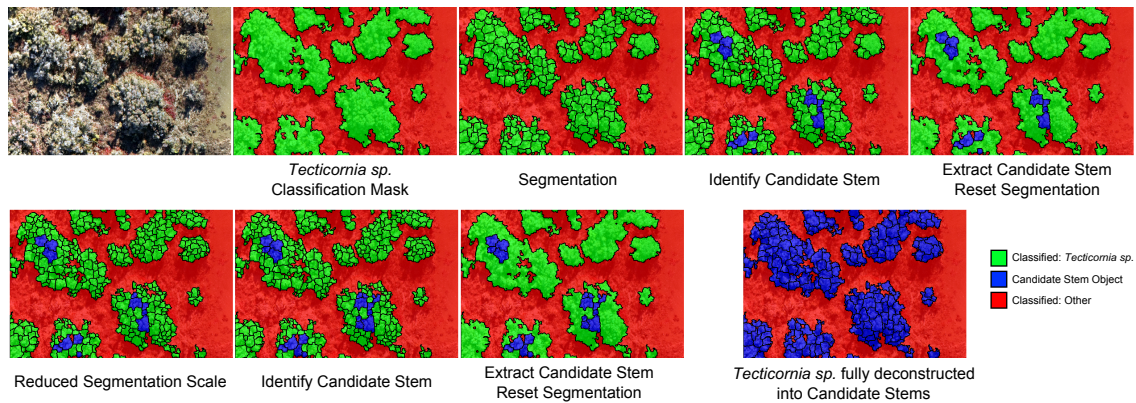 Tecticornia sp.
Classification Mask
Segmentation
Identify Candidate Stem
Extract Candidate Stem
Reset Segmentation
Classified: Tecticornia sp.
Candidate Stem Object
Classified: Other
Reduced Segmentation Scale
Identify Candidate Stem
Extract Candidate Stem
Reset Segmentation
Tecticornia sp. fully deconstructed
into Candidate Stems